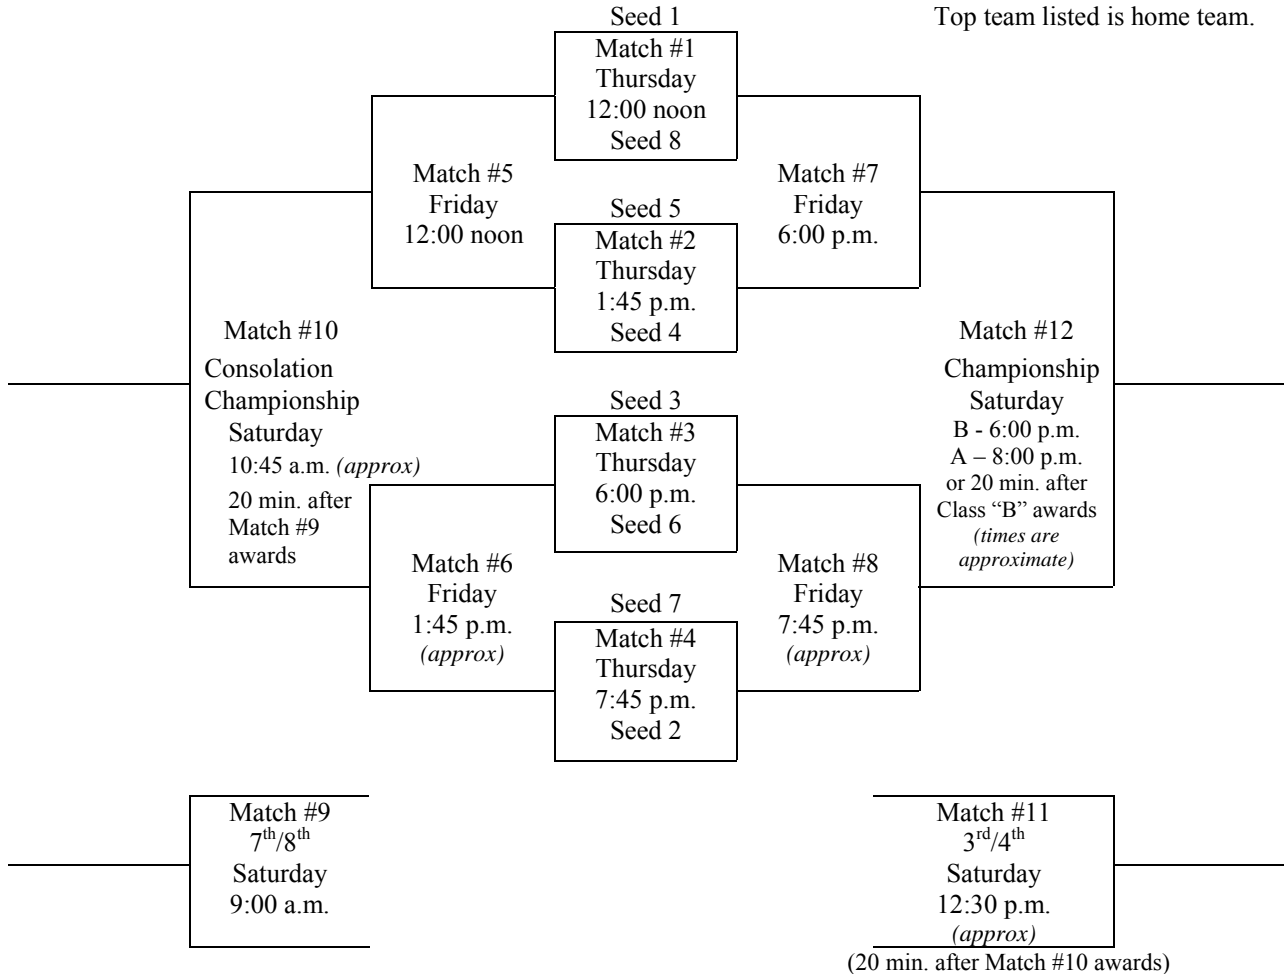 Seed 1
Top team listed is home team.
Match #1
Thursday
12:00 noon
Seed 8
Match #5
Friday
12:00 noon
Match #7
Friday
6:00 p.m.
Seed 5
Match #2
Thursday
1:45 p.m.
Seed 4
Match #10
Consolation
Championship
Saturday
10:45 a.m. (approx)
20 min. after
Match #9
awards
Match #12
Championship
Saturday
B - 6:00 p.m.
A – 8:00 p.m.
or 20 min. after
Class “B” awards
(times are
approximate)
Seed 3
Match #3
Thursday
6:00 p.m.
Seed 6
Match #6
Friday
1:45 p.m.
(approx)
Match #8
Friday
7:45 p.m.
(approx)
Seed 7
Match #4
Thursday
7:45 p.m.
Seed 2
Match #9
7th/8th
Saturday
9:00 a.m.
Match #11
3rd/4th
Saturday
12:30 p.m.
(approx)
(20 min. after Match #10 awards)